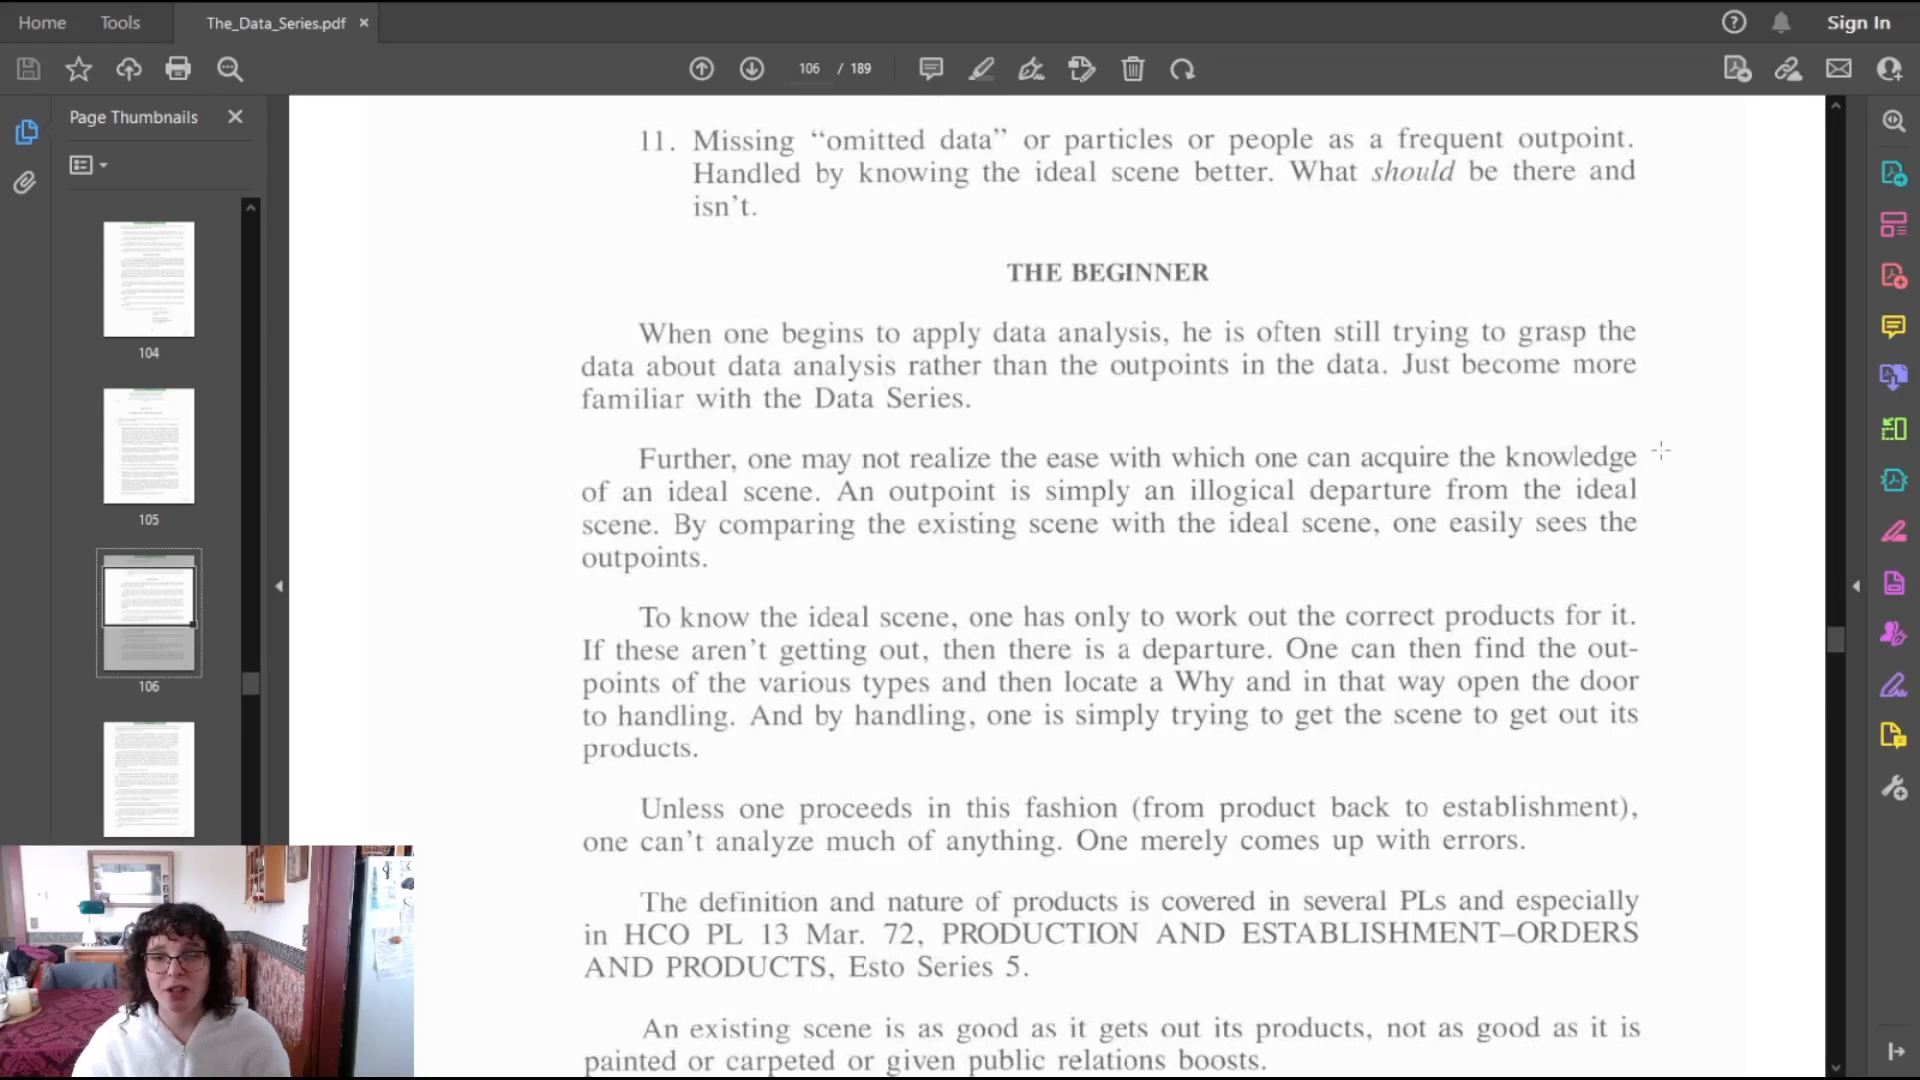 Home Tools The_Data_Series.pdf Sign In
106 / 189
Page Thumbnails
104
105
106
11. Missing “omitted data” or particles or people as a frequent outpoint.
Handled by knowing the ideal scene better. What should be there and
isn’t.
THE BEGINNER
When one begins to apply data analysis, he is often still trying to grasp the
data about data analysis rather than the outpoints in the data. Just become more
familiar with the Data Series.
Further, one may not realize the ease with which one can acquire the knowledge
of an ideal scene. An outpoint is simply an illogical departure from the ideal
scene. By comparing the existing scene with the ideal scene, one easily sees the
outpoints.
To know the ideal scene, one has only to work out the correct products for it.
If these aren’t getting out, then there is a departure. One can then find the out-
points of the various types and then locate a Why and in that way open the door
to handling. And by handling, one is simply trying to get the scene to get out its
products.
Unless one proceeds in this fashion (from product back to establishment),
one can’t analyze much of anything. One merely comes up with errors.
The definition and nature of products is covered in several PLs and especially
in HCO PL 13 Mar. 72, PRODUCTION AND ESTABLISHMENT–ORDERS
AND PRODUCTS, Esto Series 5.
An existing scene is as good as it gets out its products, not as good as it is
painted or carpeted or given public relations boosts.